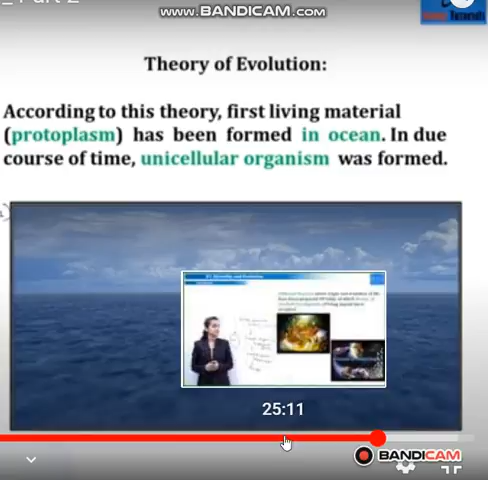 www.BANDICAM.com
Theory of Evolution:
According to this theory, first living material
(protoplasm) has been formed in ocean. In due
course of time, unicellular organism was formed.
25:11
BANDICAM